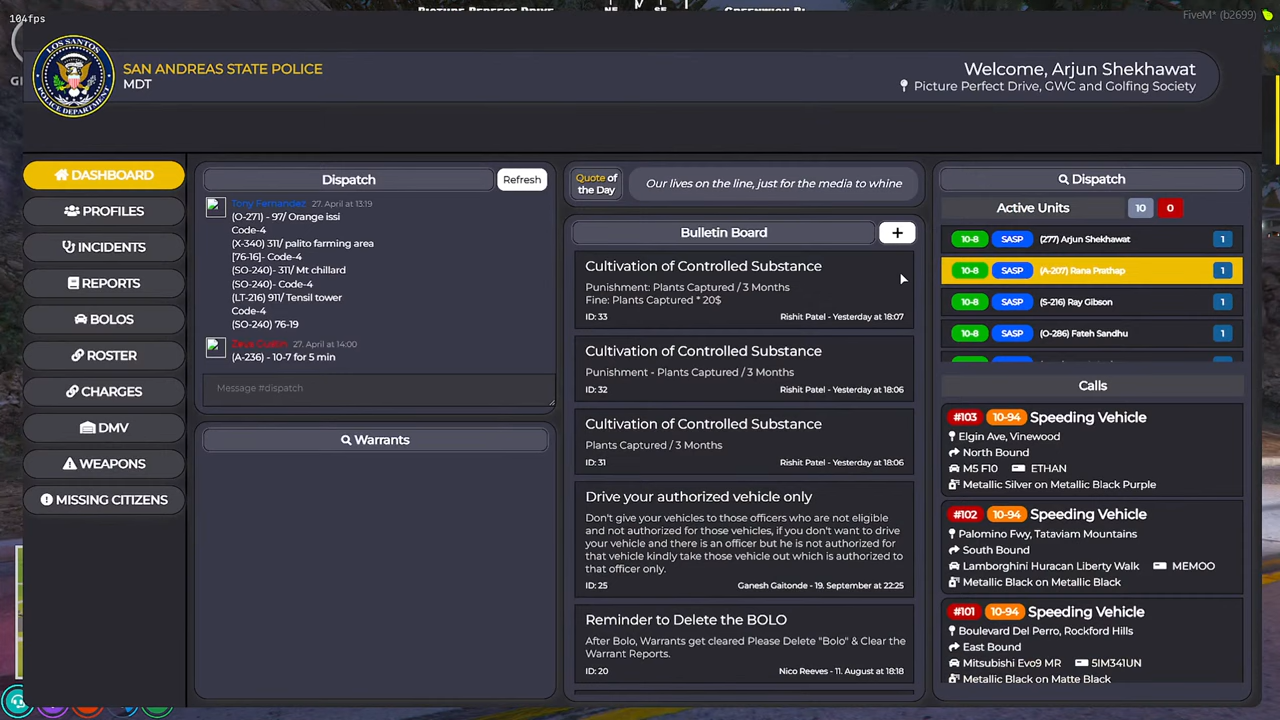 104fps
FiveM* (b2699)
LOS SANTOS
POLICE DEPARTMENT
SAN ANDREAS STATE POLICE
MDT
Welcome, Arjun Shekhawat
Picture Perfect Drive, GWC and Golfing Society
DASHBOARD
PROFILES
INCIDENTS
REPORTS
BOLOS
ROSTER
CHARGES
DMV
WEAPONS
MISSING CITIZENS
Dispatch
Refresh
Tony Fernandez 27. April at 13:19
(O-271) - 97/ Orange issi
Code-4
(X-340) 311/ palito farming area
[76-16]- Code-4
(SO-240)- 311/ Mt chillard
(SO-240)- Code-4
(LT-216) 911/ Tensil tower
Code-4
(SO-240) 76-19
27. April at 14:00
(A-236) - 10-7 for 5 min
Message #dispatch
Warrants
Quote of the Day
Our lives on the line, just for the media to whine
Bulletin Board
+
Cultivation of Controlled Substance
Punishment: Plants Captured / 3 Months
Fine: Plants Captured * 20$
ID: 33 Rishit Patel - Yesterday at 18:07
Cultivation of Controlled Substance
Punishment - Plants Captured / 3 Months
ID: 32 Rishit Patel - Yesterday at 18:06
Cultivation of Controlled Substance
Plants Captured / 3 Months
ID: 31 Rishit Patel - Yesterday at 18:06
Drive your authorized vehicle only
Don't give your vehicles to those officers who are not eligible
and not authorized for those vehicles, if you don't want to drive
your vehicle and there is an officer but he is not authorized for
that vehicle kindly take those vehicle out which is authorized to
that officer only.
ID: 25 Ganesh Gaitonde - 19. September at 22:25
Reminder to Delete the BOLO
After Bolo, Warrants get cleared Please Delete "Bolo" & Clear the
Warrant Reports.
ID: 20 Nico Reeves - 11. August at 18:18
Dispatch
Active Units 10 0
10-8 SASP (277) Arjun Shekhawat 1
10-8 SASP (A-207) Rana Prathap 1
10-8 SASP (S-216) Ray Gibson 1
10-8 SASP (O-286) Fateh Sandhu 1
Calls
#103 10-94 Speeding Vehicle
Elgin Ave, Vinewood
North Bound
M5 F10 ETHAN
Metallic Silver on Metallic Black Purple
#102 10-94 Speeding Vehicle
Palomino Fwy, Tataviam Mountains
South Bound
Lamborghini Huracan Liberty Walk MEMOO
Metallic Black on Metallic Black
#101 10-94 Speeding Vehicle
Boulevard Del Perro, Rockford Hills
East Bound
Mitsubishi Evo9 MR 5IM341UN
Metallic Black on Matte Black